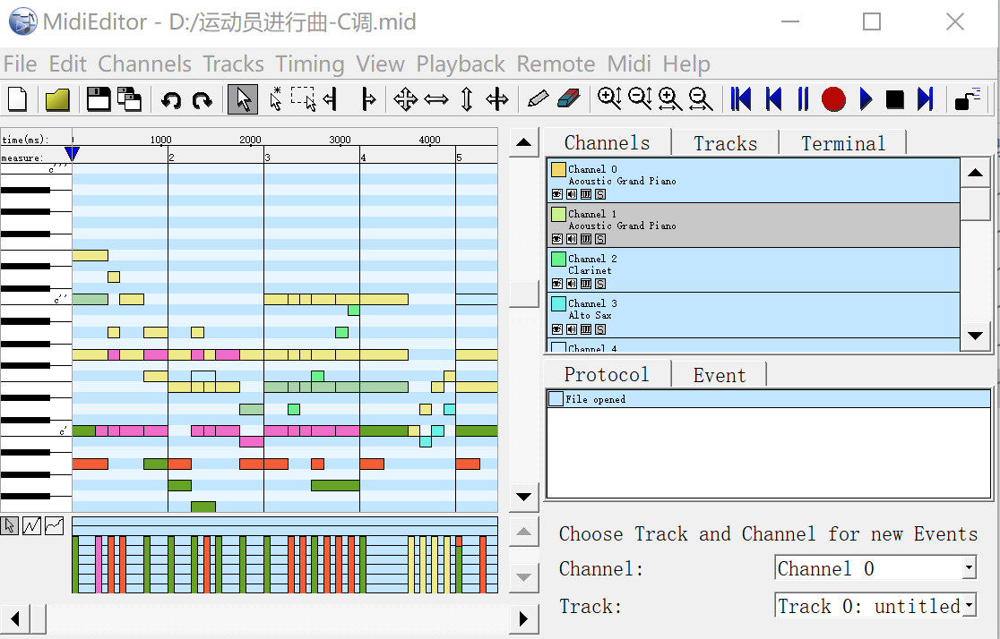 MidiEditor - D:/运动员进行曲-C调.mid
File Edit Channels Tracks Timing View Playback Remote Midi Help
time(ms): 1000 2000 3000 4000
measure: 2 3 4 5
c'''
c''
c'
Channels Tracks Terminal
Channel 0
Acoustic Grand Piano
S
Channel 1
Acoustic Grand Piano
S
Channel 2
Clarinet
S
Channel 3
Alto Sax
S
Channel 4
Protocol Event
File opened
Choose Track and Channel for new Events
Channel: Channel 0
Track: Track 0: untitled